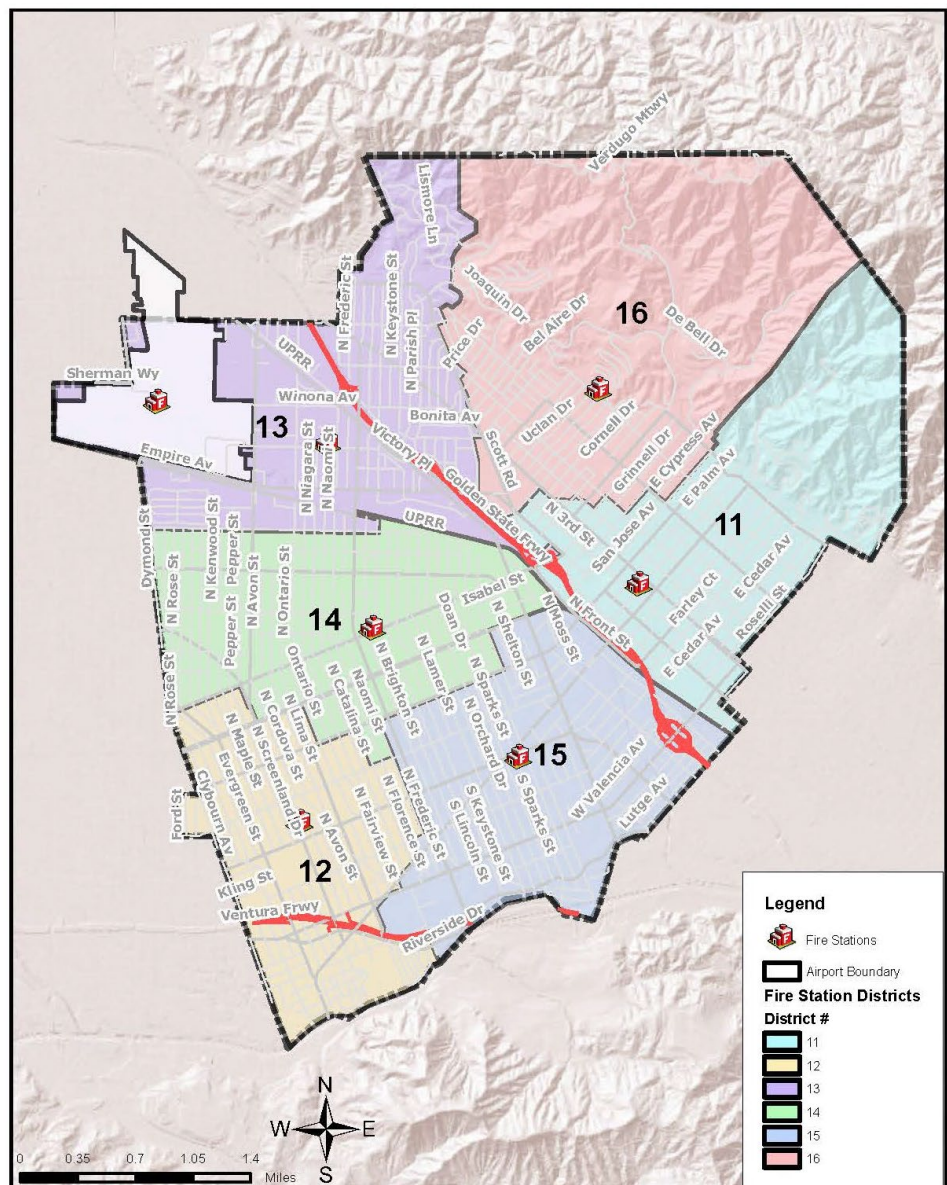 Verdugo Mtwy
Lismore Ln
N Frederic St
N Keystone St
N Parish Pl
Joaquin Dr
Bel Aire Dr
16
De Bell Dr
Price Dr
UPRR
Sherman Wy
Winona Av
Bonita Av
13
Uclan Dr
Cornell Dr
Grinnell Dr
E Cypress Av
E Palm Av
Scott Rd
N Niagara St
N Naomi St
Victory Pl
Empire Av
Golden State Frwy
UPRR
N 3rd St
San Jose Av
11
Dymond St
N Rose St
N Kenwood St
Pepper St
Pepper St
N Avon St
N Ontario St
14
Isabel St
Farley Ct
E Cedar Av
E Cedar Av
Roselli St
N Front St
N Moss St
N Shelton St
Doan Dr
N Sparks St
N Lamer St
N Orchard Dr
N Brighton St
Naomi St
N Catalina St
Ontario St
N Rose St
N Lima St
N Cordova St
N Screenland Dr
N Maple St
Evergreen St
Clybourn Av
Ford St
15
W Valencia Av
Lutge Av
S Sparks St
S Keystone St
S Lincoln St
N Frederic St
N Florence St
N Fairview St
N Avon St
12
Kling St
Ventura Frwy
Riverside Dr
Legend
Fire Stations
Airport Boundary
Fire Station Districts
District #
11
12
13
14
15
16
N
W E
S
0 0.35 0.7 1.05 1.4
Miles